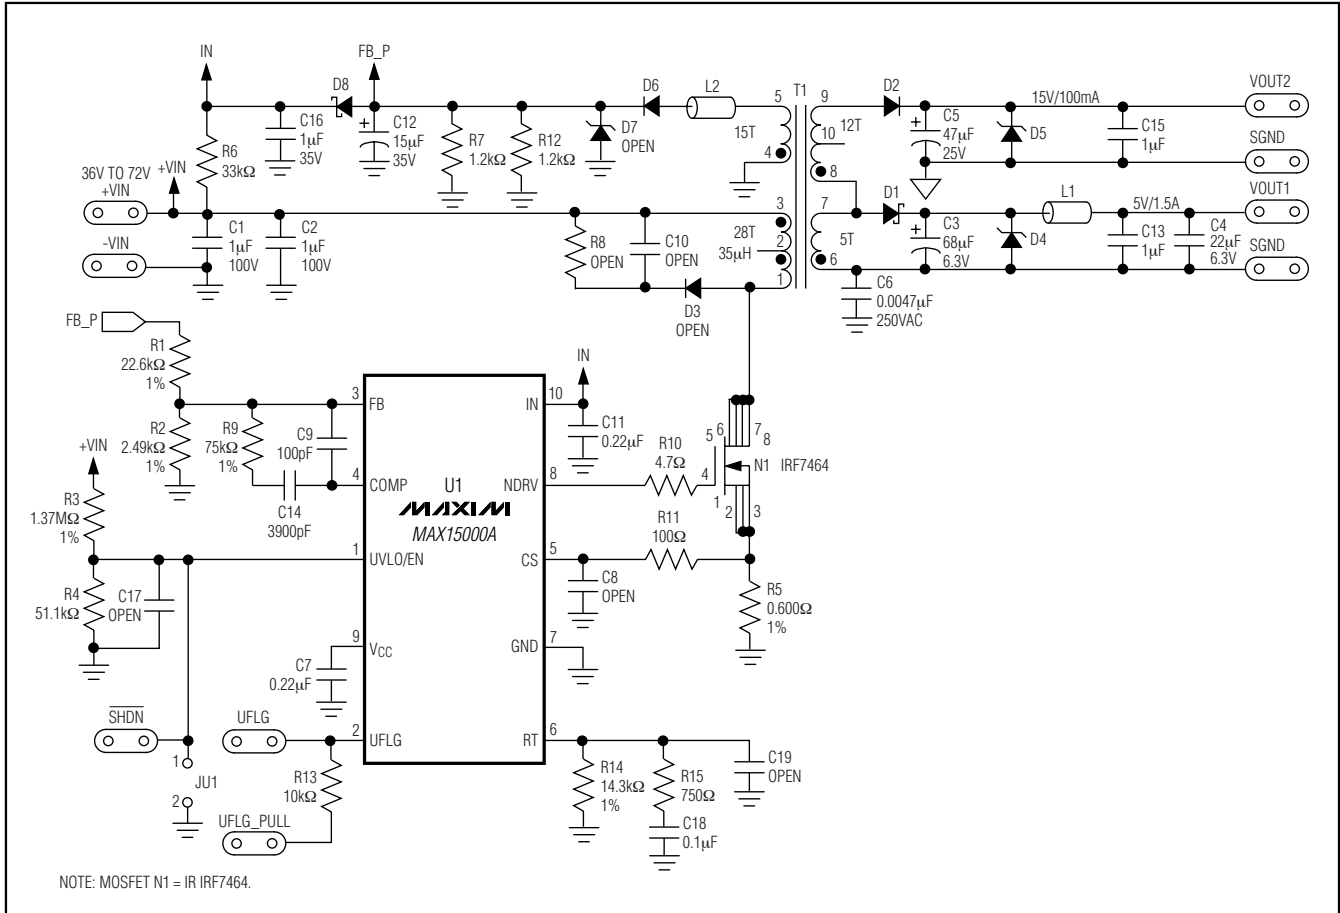 IN
FB_P
D8
D6
L2
5
T1
9
D2
15V/100mA
VOUT2
C16
1µF
35V
C12
15µF
35V
R7
1.2kΩ
R12
1.2kΩ
D7
OPEN
15T
4
10
12T
8
C5
47µF
25V
D5
C15
1µF
SGND
R6
33kΩ
36V TO 72V
+VIN
+VIN
-VIN
C1
1µF
100V
C2
1µF
100V
R8
OPEN
C10
OPEN
D3
OPEN
3
28T
2
35µH
1
7
5T
6
D1
C3
68µF
6.3V
D4
L1
5V/1.5A
C13
1µF
C4
22µF
6.3V
VOUT1
SGND
C6
0.0047µF
250VAC
FB_P
R1
22.6kΩ
1%
R2
2.49kΩ
1%
R9
75kΩ
1%
C9
100pF
C14
3900pF
+VIN
R3
1.37MΩ
1%
R4
51.1kΩ
C17
OPEN
3
FB
4
COMP
1
UVLO/EN
9
VCC
2
UFLG
U1
MAXIM
MAX15000A
10
IN
8
NDRV
5
CS
7
GND
6
RT
IN
C11
0.22µF
R10
4.7Ω
5
6
7
8
4
N1 IRF7464
1
2
3
R11
100Ω
C8
OPEN
R5
0.600Ω
1%
C7
0.22µF
SHDN
1
JU1
2
UFLG
R13
10kΩ
UFLG_PULL
R14
14.3kΩ
1%
R15
750Ω
C18
0.1µF
C19
OPEN
NOTE: MOSFET N1 = IR IRF7464.